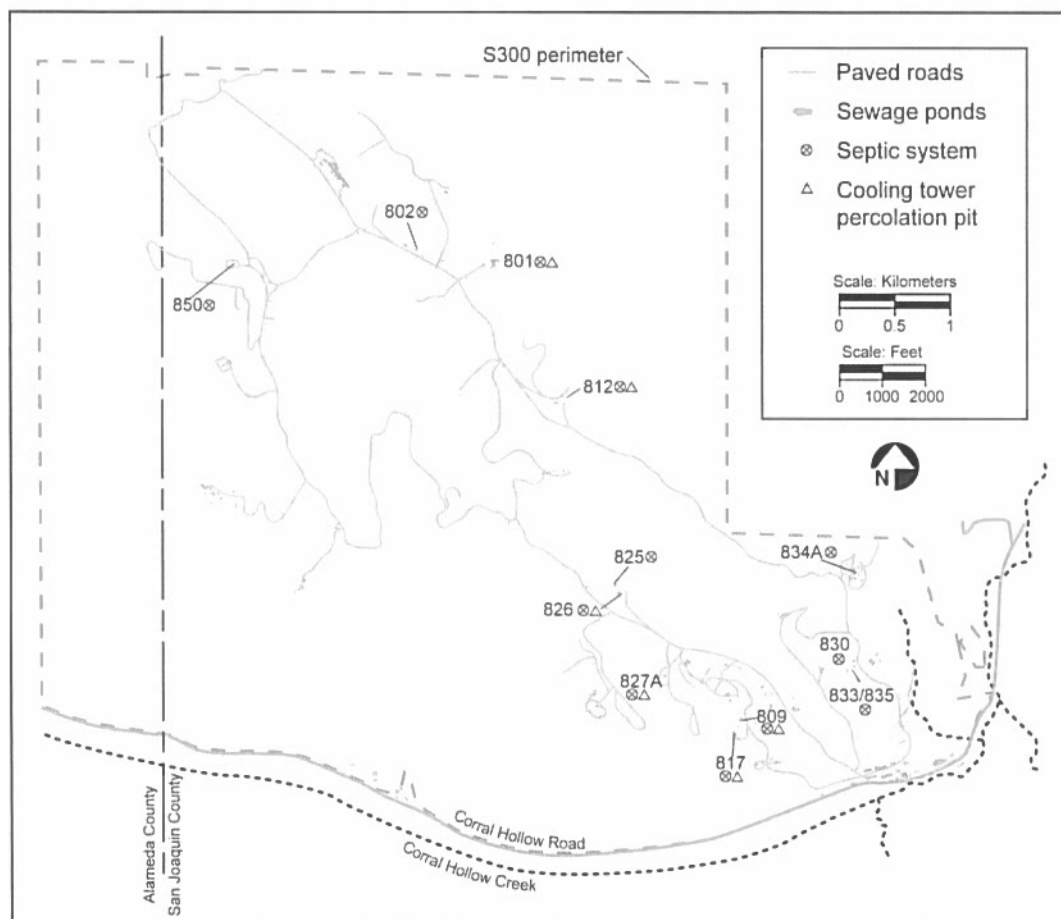 S300 perimeter
Paved roads
Sewage ponds
Septic system
Cooling tower
percolation pit
Scale: Kilometers
0 0.5 1
Scale: Feet
0 1000 2000
N
802
801
850
812
825
834A
826
830
827A
833/835
809
817
Alameda County
San Joaquin County
Corral Hollow Road
Corral Hollow Creek